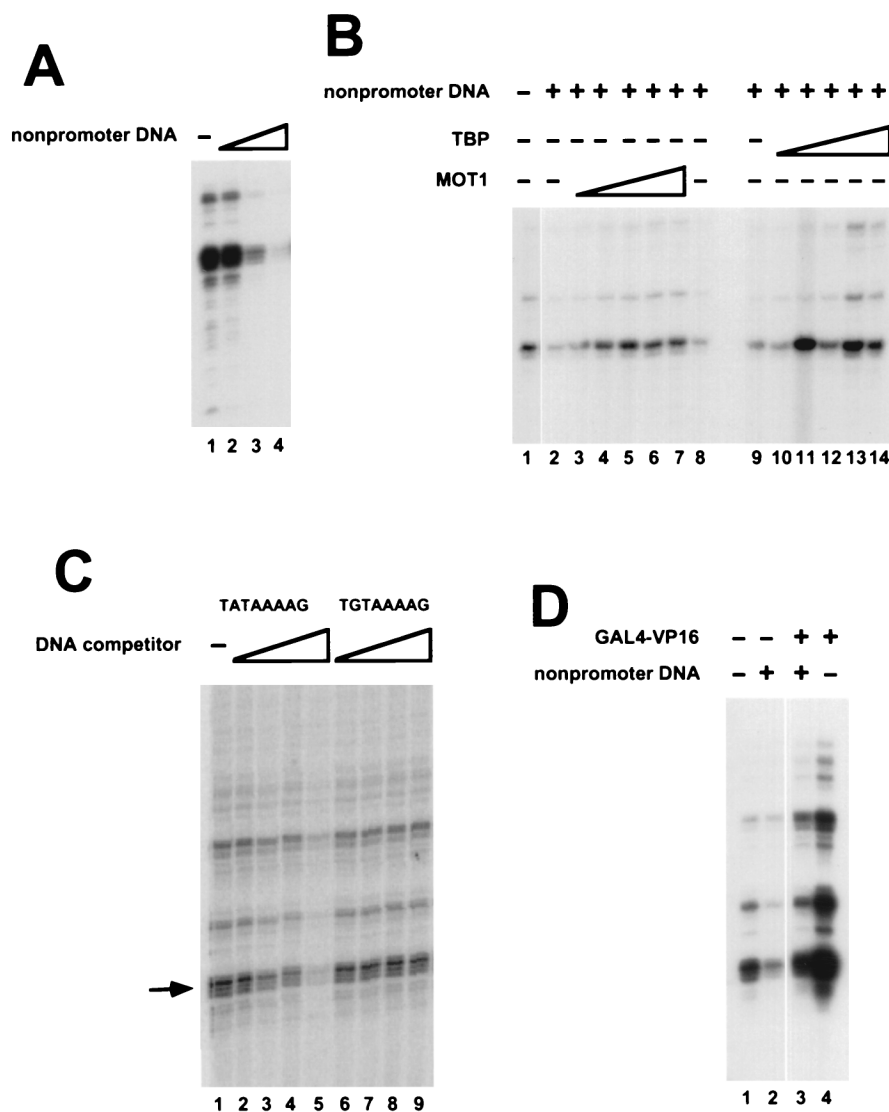 A
nonpromoter DNA –
1 2 3 4
B
nonpromoter DNA – + + + + + + + + + + + + +
TBP – – – – – – – – –
MOT1 – – – – – – – – –
1 2 3 4 5 6 7 8 9 10 11 12 13 14
C
TATAAAAG TGTAAAAG
DNA competitor –
1 2 3 4 5 6 7 8 9
D
GAL4-VP16 – – + +
nonpromoter DNA – + + –
1 2 3 4